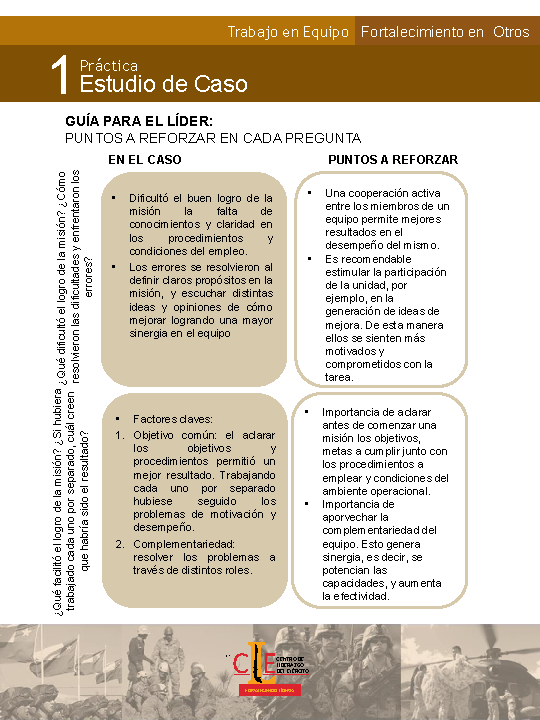 Trabajo en Equipo Fortalecimiento en Otros
1
Práctica
Estudio de Caso
GUÍA PARA EL LÍDER:
PUNTOS A REFORZAR EN CADA PREGUNTA
EN EL CASO
PUNTOS A REFORZAR
¿Qué dificultó el logro de la misión? ¿Cómo
resolvieron las dificultades y enfrentaron los
errores?
• Dificultó el buen logro de la
misión la falta de
conocimientos y claridad en
los procedimientos y
condiciones del empleo.
• Los errores se resolvieron al
definir claros propósitos en la
misión, y escuchar distintas
ideas y opiniones de cómo
mejorar logrando una mayor
sinergia en el equipo
• Una cooperación activa
entre los miembros de un
equipo permite mejores
resultados en el
desempeño del mismo.
• Es recomendable
estimular la participación
de la unidad, por
ejemplo, en la
generación de ideas de
mejora. De esta manera
ellos se sienten más
motivados y
comprometidos con la
tarea.
¿Qué facilitó el logro de la misión? ¿Si hubiera
trabajado cada uno por separado, cuál creen
que habría sido el resultado?
• Factores claves:
1. Objetivo común: el aclarar
los objetivos y
procedimientos permitió un
mejor resultado. Trabajando
cada uno por separado
hubiese seguido los
problemas de motivación y
desempeño.
2. Complementariedad:
resolver los problemas a
través de distintos roles.
• Importancia de aclarar
antes de comenzar una
misión los objetivos,
metas a cumplir junto con
los procedimientos a
emplear y condiciones del
ambiente operacional.
• Importancia de
aporvechar la
complementariedad del
equipo. Esto genera
sinergia, es decir, se
potencian las
capacidades, y aumenta
la efectividad.
CLE
CENTRO DE
LIDERAZGO
DEL EJÉRCITO